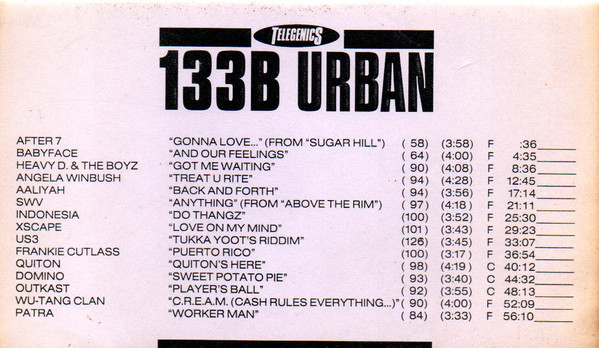 TELEGENICS
133B URBAN
AFTER 7 "GONNA LOVE..." (FROM "SUGAR HILL") ( 58) (3:58) F :36
BABYFACE "AND OUR FEELINGS" ( 64) (4:00) F 4:35
HEAVY D. & THE BOYZ "GOT ME WAITING" ( 90) (4:08) F 8:36
ANGELA WINBUSH "TREAT U RITE" ( 94) (4:28) F 12:45
AALIYAH "BACK AND FORTH" ( 94) (3:56) F 17:14
SWV "ANYTHING" (FROM "ABOVE THE RIM") ( 97) (4:18) F 21:11
INDONESIA "DO THANGZ" (100) (3:52) F 25:30
XSCAPE "LOVE ON MY MIND" (101) (3:43) F 29:23
US3 "TUKKA YOOT'S RIDDIM" (126) (3:45) F 33:07
FRANKIE CUTLASS "PUERTO RICO" (100) (3:17) F 36:54
QUITON "QUITON'S HERE" ( 98) (4:19) C 40:12
DOMINO "SWEET POTATO PIE" ( 93) (3:40) C 44:32
OUTKAST "PLAYER'S BALL" ( 92) (3:55) C 48:13
WU-TANG CLAN "C.R.E.A.M. (CASH RULES EVERYTHING...)" ( 90) (4:00) F 52:09
PATRA "WORKER MAN" ( 84) (3:33) F 56:10